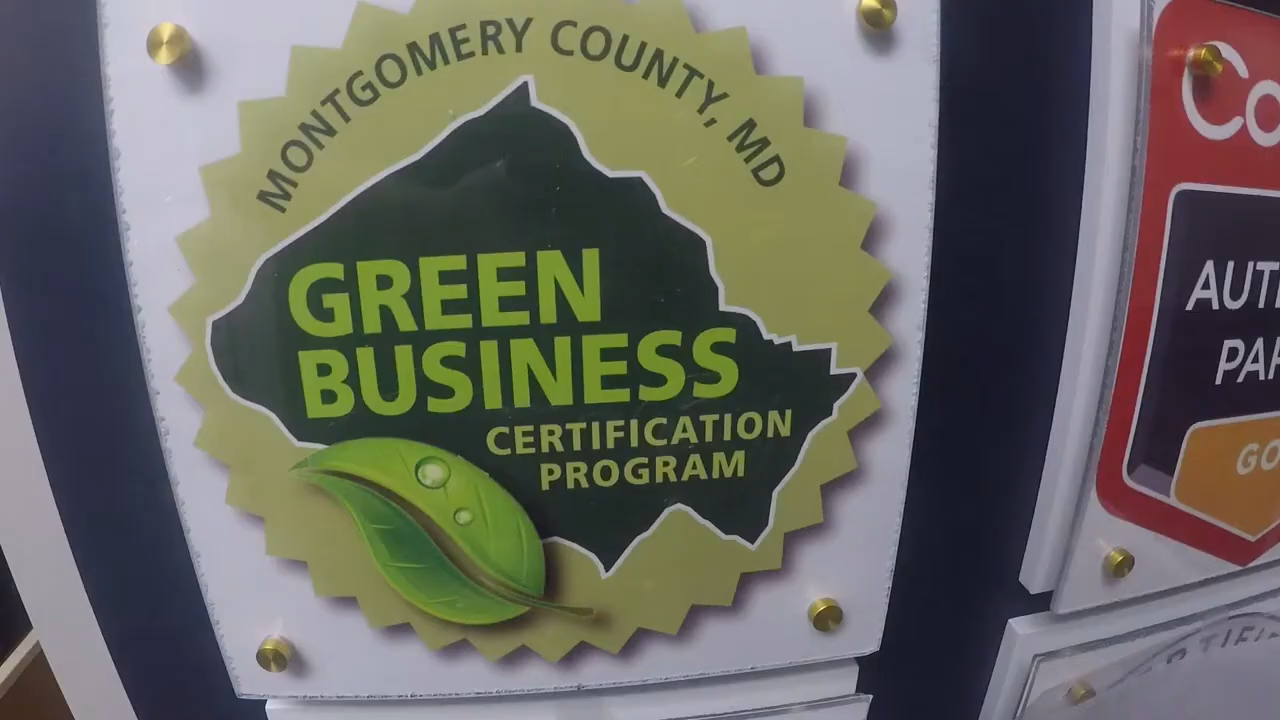 MONTGOMERY COUNTY, MD
GREEN
BUSINESS
CERTIFICATION
PROGRAM